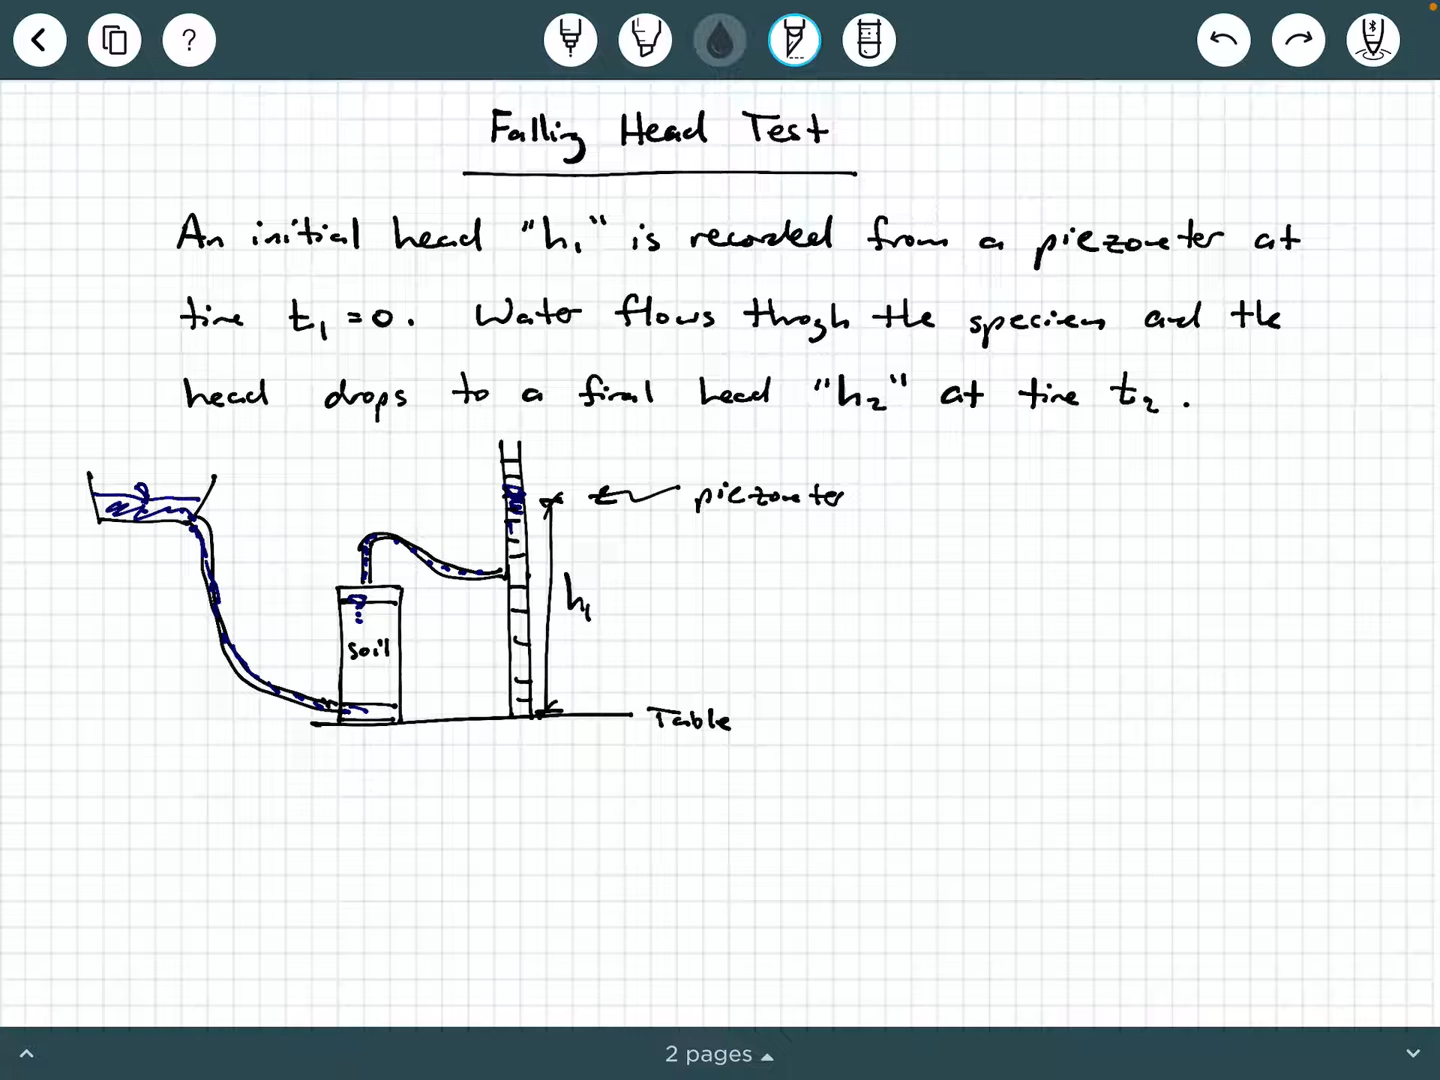 ?
Falling Head Test
An initial head "h₁" is recorded from a piezometer at
time t₁ = 0. Water flows through the specimen and the
head drops to a final head "h₂" at time t₂.
piezometer
h₁
soil
Table
2 pages